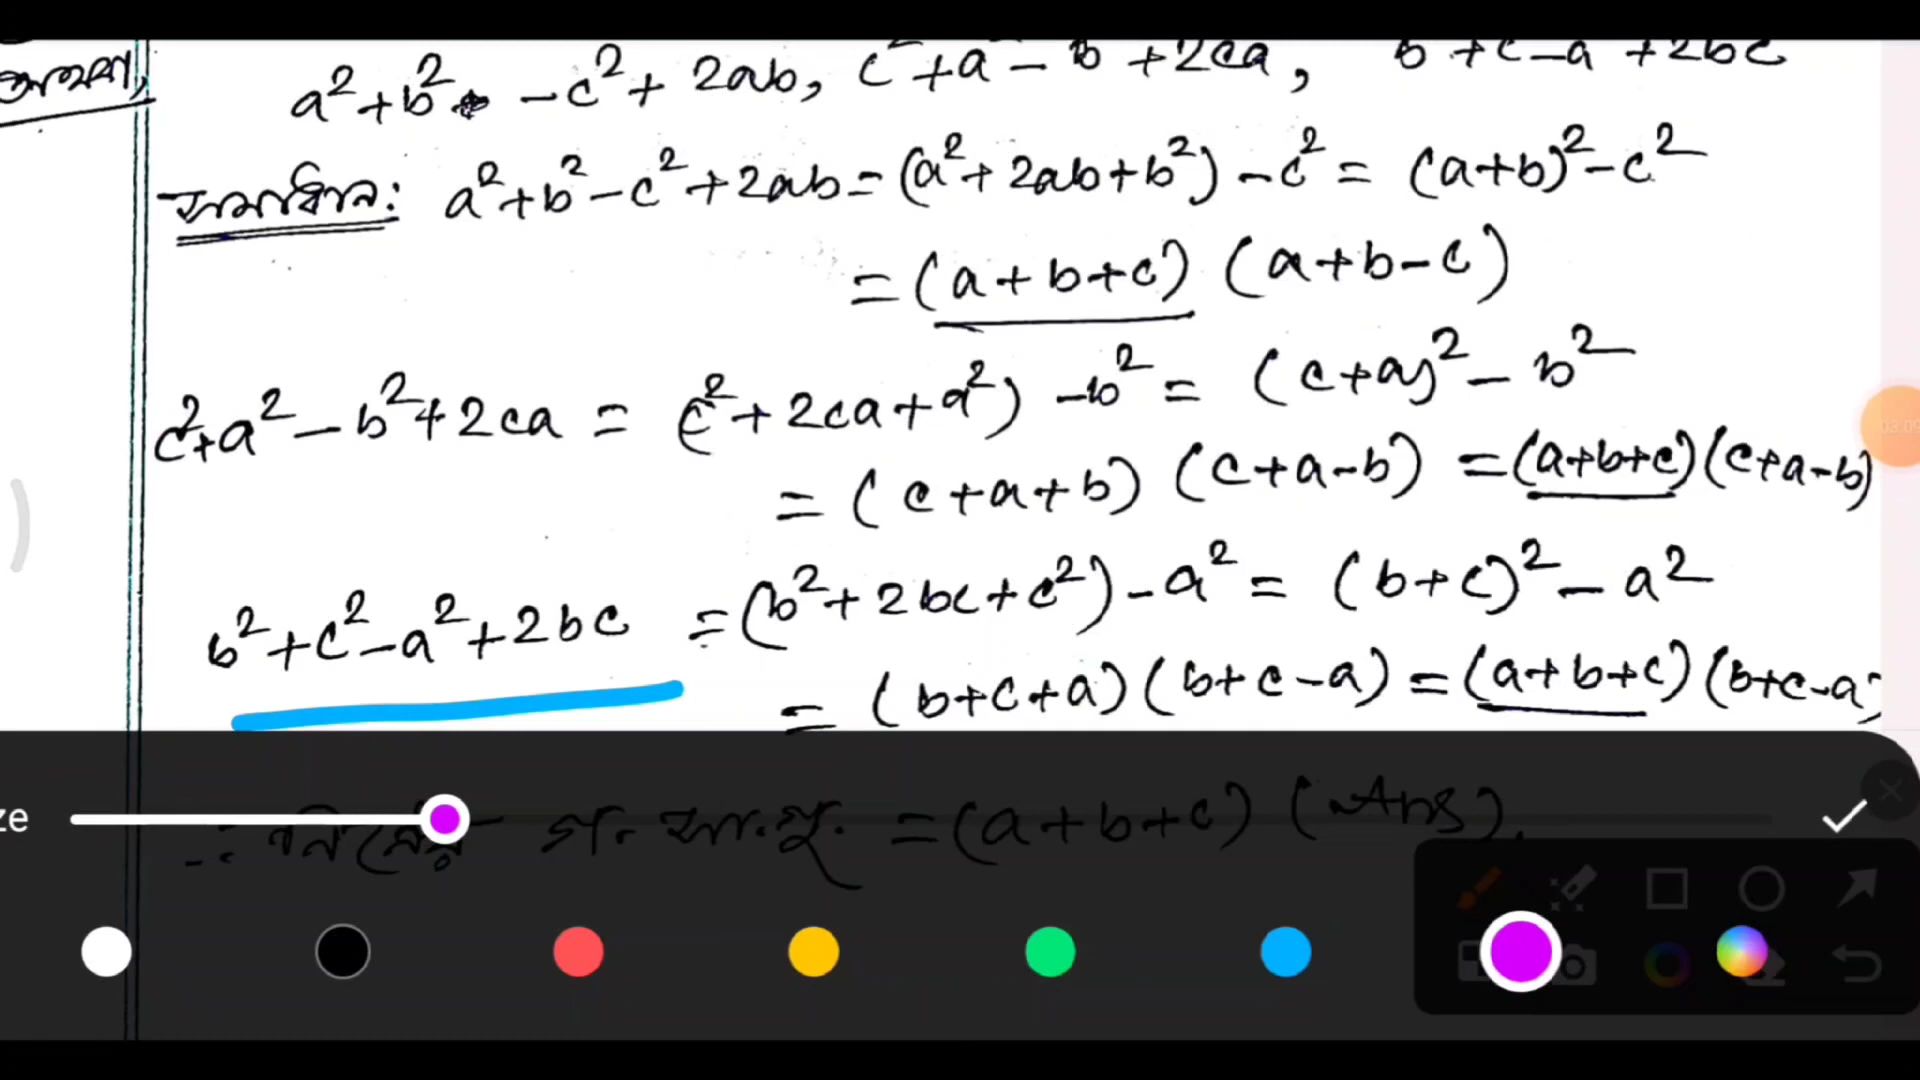 a²+b² -c²+2ab, c²+a²-b²+2ca, b²+c²-a²+2bc
সমাধান: a²+b²-c²+2ab=(a²+2ab+b²)-c²= (a+b)²-c²
=(a+b+c) (a+b-c)
c²+a²-b²+2ca = (c²+2ca+a²)-b²= (c+a)²-b²
= (c+a+b) (c+a-b) =(a+b+c)(c+a-b)
b²+c²-a²+2bc =(b²+2bc+c²)-a²= (b+c)²-a²
= (b+c+a)(b+c-a)=(a+b+c)(b+c-a)
ze
∴ নির্ণেয় গ. সা. গু. =(a+b+c) (Ans).
03:09